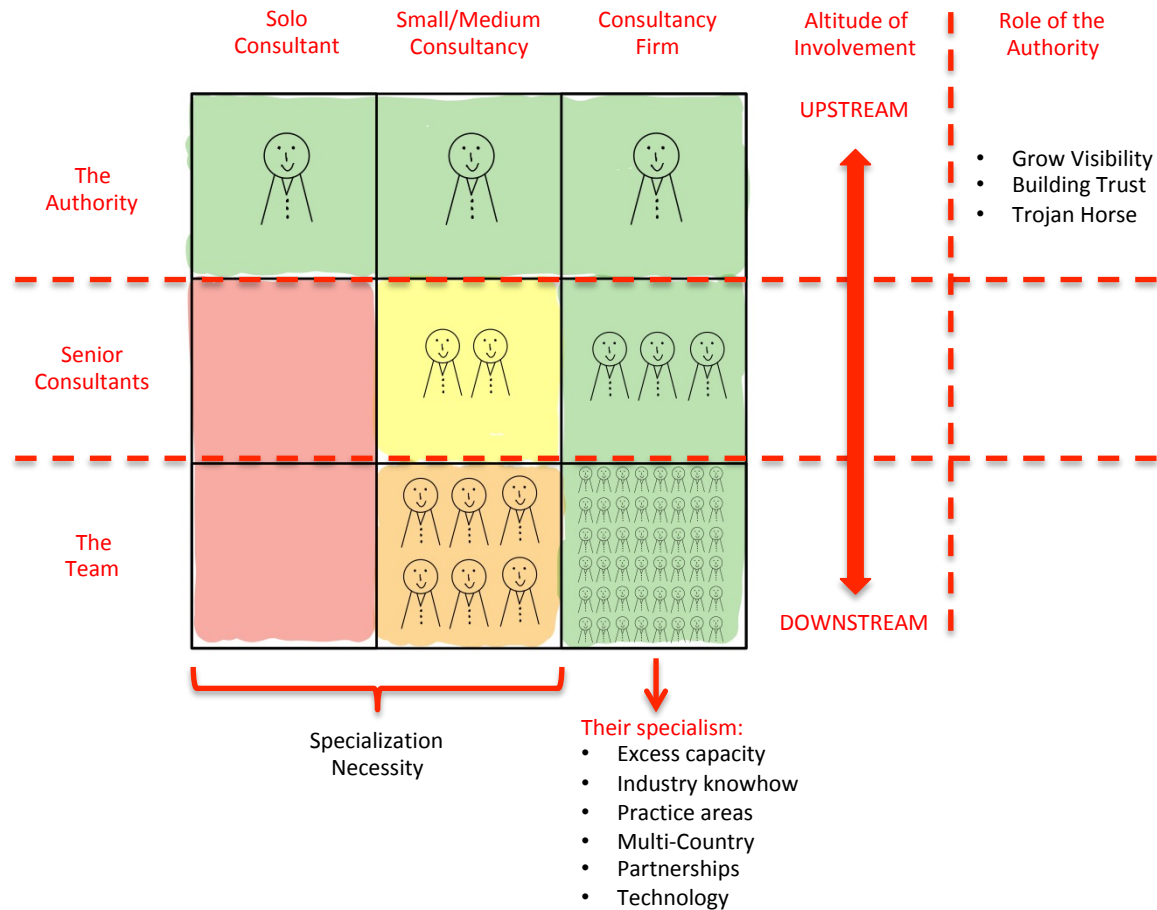 Solo
Consultant
Small/Medium
Consultancy
Consultancy
Firm
Altitude of
Involvement
Role of the
Authority
UPSTREAM
The
Authority
• Grow Visibility
• Building Trust
• Trojan Horse
Senior
Consultants
The
Team
DOWNSTREAM
Specialization
Necessity
Their specialism:
• Excess capacity
• Industry knowhow
• Practice areas
• Multi-Country
• Partnerships
• Technology